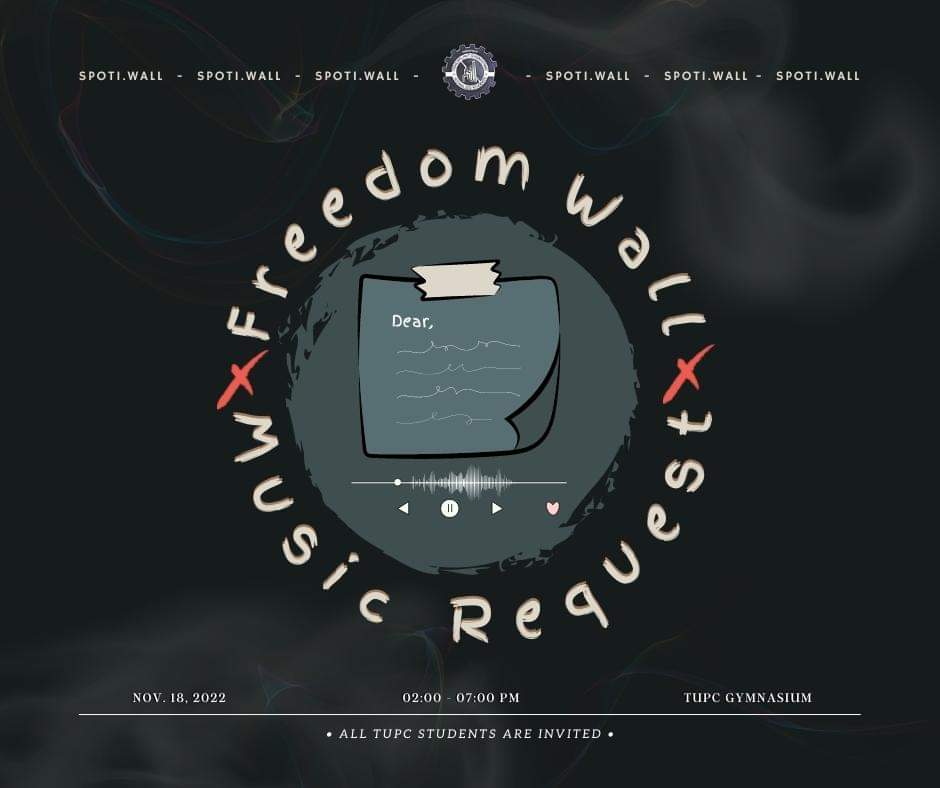 SPOTI.WALL - SPOTI.WALL - SPOTI.WALL - - SPOTI.WALL - SPOTI.WALL - SPOTI.WALL
Freedom Wall
x
x
Dear,
Music Request
NOV. 18, 2022
02:00 - 07:00 PM
TUPC GYMNASIUM
• ALL TUPC STUDENTS ARE INVITED •